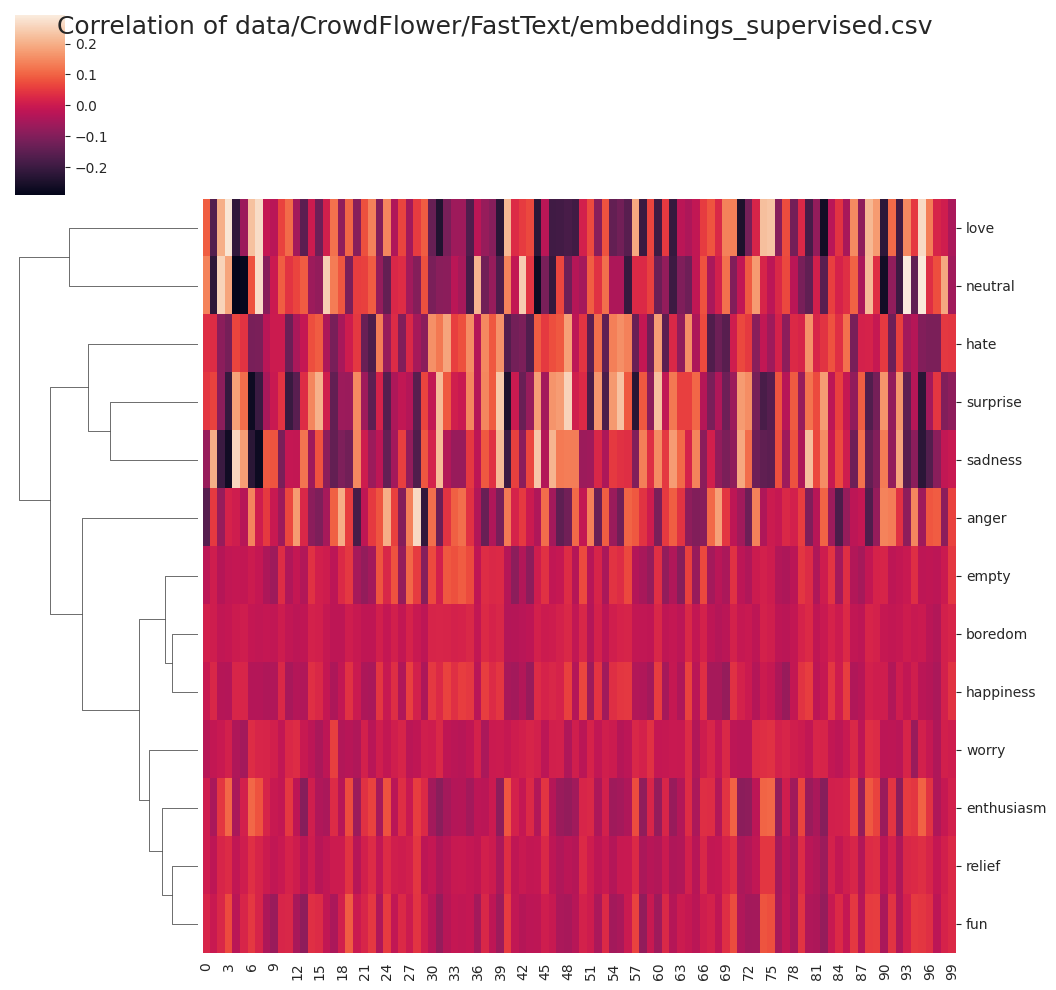 Correlation of data/CrowdFlower/FastText/embeddings_supervised.csv
0.2
0.1
0.0
−0.1
−0.2
love
neutral
hate
surprise
sadness
anger
empty
boredom
happiness
worry
enthusiasm
relief
fun
0 3 6 9 12 15 18 21 24 27 30 33 36 39 42 45 48 51 54 57 60 63 66 69 72 75 78 81 84 87 90 93 96 99